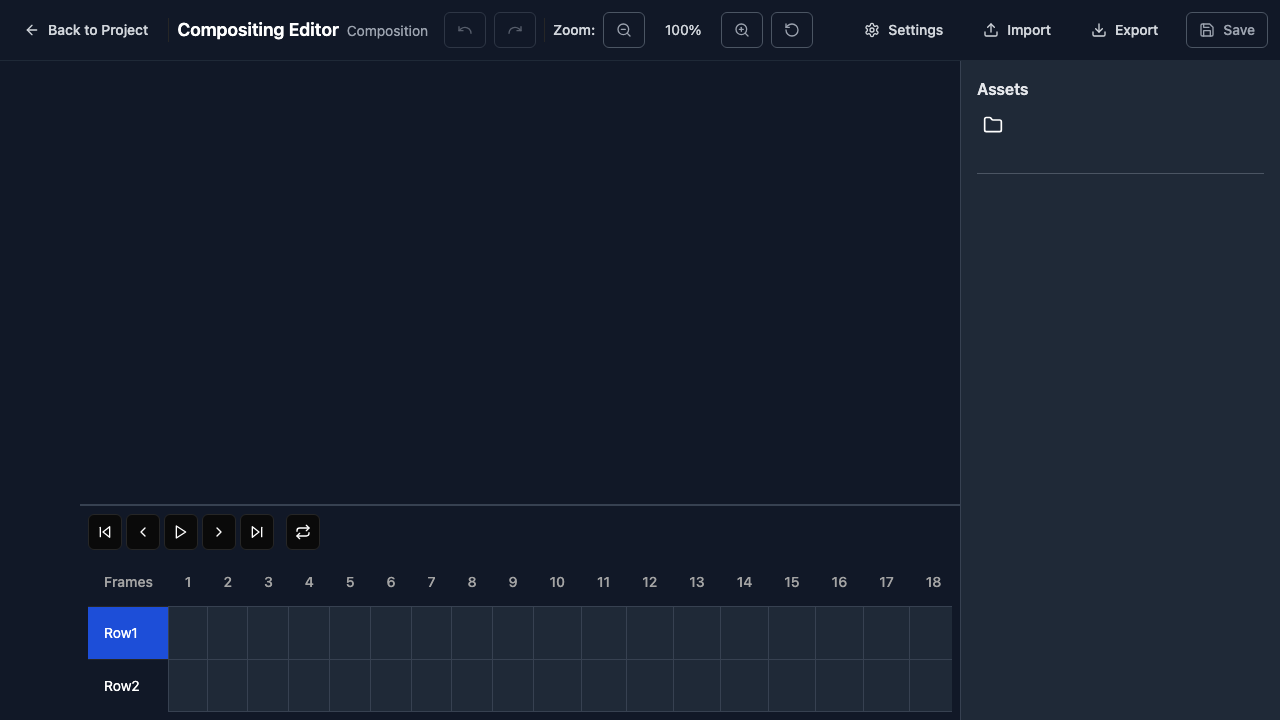 Back to Project Compositing Editor Composition Zoom: 100% Settings Import Export Save
Assets
Frames 1 2 3 4 5 6 7 8 9 10 11 12 13 14 15 16 17 18
Row1
Row2